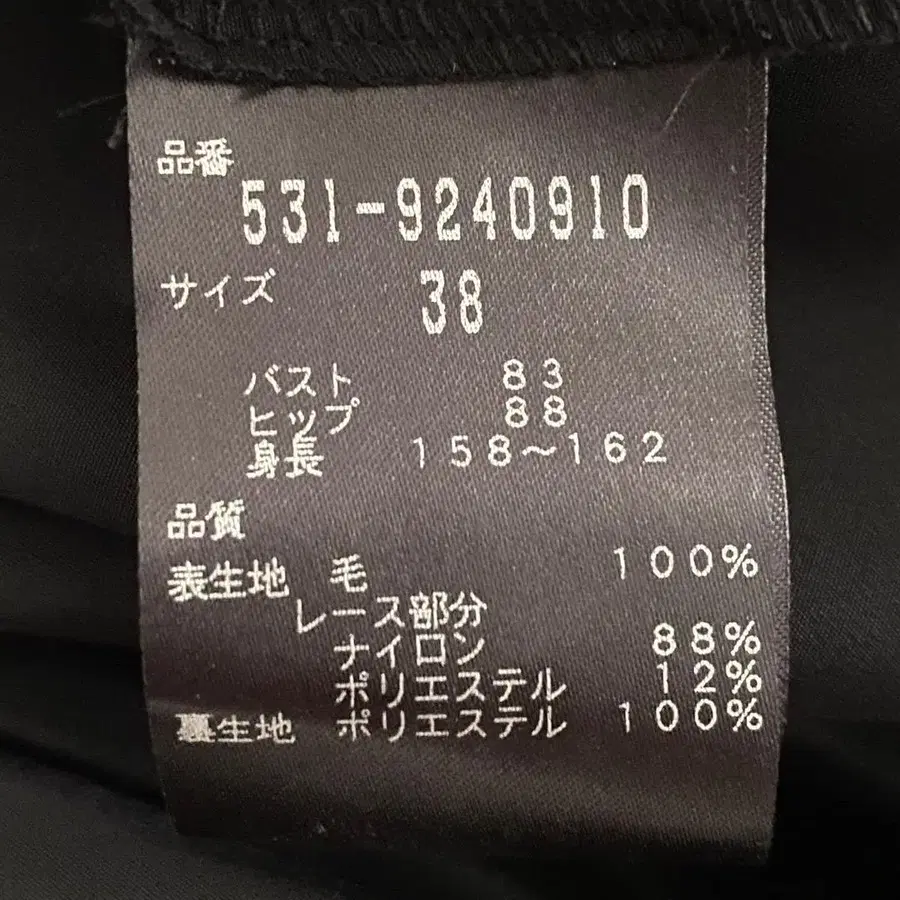 品番
531-9240910
サイズ 38
バスト 83
ヒップ 88
身長 158～162
品質
表生地 毛 100%
レース部分
ナイロン 88%
ポリエステル 12%
裏生地 ポリエステル 100%